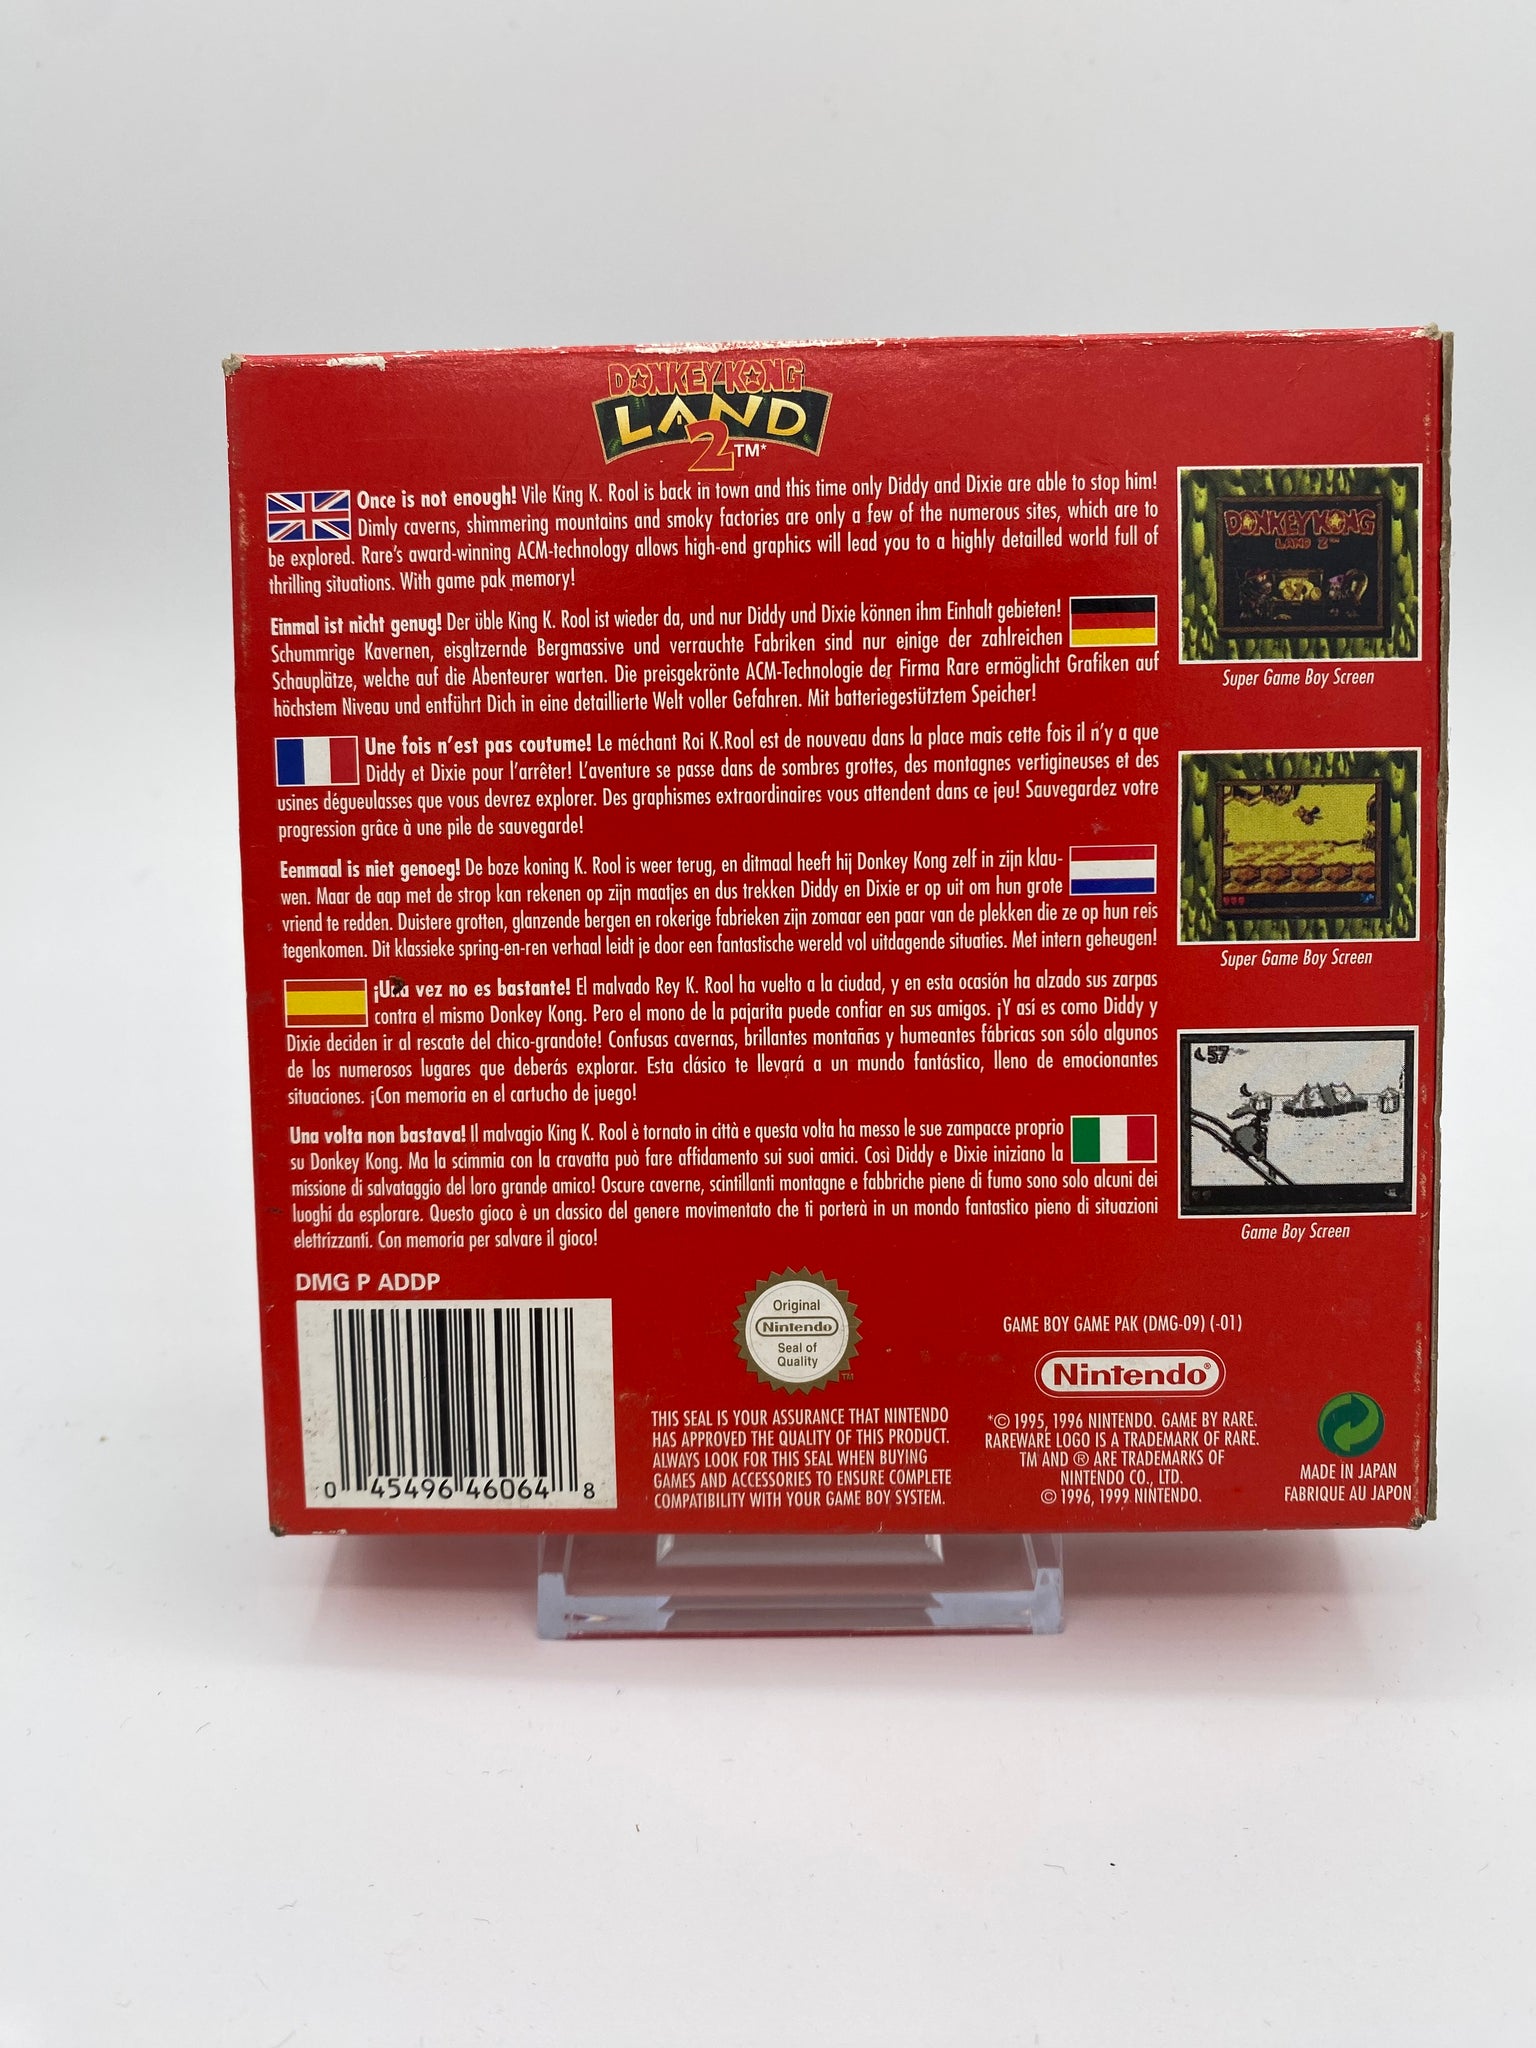 DONKEY KONG
LAND
2™*
Once is not enough! Vile King K. Rool is back in town and this time only Diddy and Dixie are able to stop him!
Dimly caverns, shimmering mountains and smoky factories are only a few of the numerous sites, which are to
be explored. Rare's award-winning ACM-technology allows high-end graphics will lead you to a highly detailled world full of
thrilling situations. With game pak memory!
Einmal ist nicht genug! Der üble King K. Rool ist wieder da, und nur Diddy und Dixie können ihm Einhalt gebieten!
Schummrige Kavernen, eisgltzernde Bergmassive und verrauchte Fabriken sind nur einige der zahlreichen
Schauplätze, welche auf die Abenteurer warten. Die preisgekrönte ACM-Technologie der Firma Rare ermöglicht Grafiken auf
höchstem Niveau und entführt Dich in eine detaillierte Welt voller Gefahren. Mit batteriegestütztem Speicher!
Une fois n'est pas coutume! Le méchant Roi K.Rool est de nouveau dans la place mais cette fois il n'y a que
Diddy et Dixie pour l'arrêter! L'aventure se passe dans de sombres grottes, des montagnes vertigineuses et des
usines dégueulasses que vous devrez explorer. Des graphismes extraordinaires vous attendent dans ce jeu! Sauvegardez votre
progression grâce à une pile de sauvegarde!
Eenmaal is niet genoeg! De boze koning K. Rool is weer terug, en ditmaal heeft hij Donkey Kong zelf in zijn klau-
wen. Maar de aap met de strop kan rekenen op zijn maatjes en dus trekken Diddy en Dixie er op uit om hun grote
vriend te redden. Duistere grotten, glanzende bergen en rokerige fabrieken zijn zomaar een paar van de plekken die ze op hun reis
tegenkomen. Dit klassieke spring-en-ren verhaal leidt je door een fantastische wereld vol uitdagende situaties. Met intern geheugen!
¡Una vez no es bastante! El malvado Rey K. Rool ha vuelto a la ciudad, y en esta ocasión ha alzado sus zarpas
contra el mismo Donkey Kong. Pero el mono de la pajarita puede confiar en sus amigos. ¡Y así es como Diddy y
Dixie deciden ir al rescate del chico-grandote! Confusas cavernas, brillantes montañas y humeantes fábricas son sólo algunos
de los numerosos lugares que deberás explorar. Esta clásico te llevará a un mundo fantástico, lleno de emocionantes
situaciones. ¡Con memoria en el cartucho de juego!
Una volta non bastava! Il malvagio King K. Rool è tornato in città e questa volta ha messo le sue zampacce proprio
su Donkey Kong. Ma la scimmia con la cravatta può fare affidamento sui suoi amici. Così Diddy e Dixie iniziano la
missione di salvataggio del loro grande amico! Oscure caverne, scintillanti montagne e fabbriche piene di fumo sono solo alcuni dei
luoghi da esplorare. Questo gioco è un classico del genere movimentato che ti porterà in un mondo fantastico pieno di situazioni
elettrizzanti. Con memoria per salvare il gioco!
DONKEY KONG
LAND 2
Super Game Boy Screen
Super Game Boy Screen
57
Game Boy Screen
DMG P ADDP
0 45496 46064 8
Original
Nintendo
Seal of
Quality
TM
THIS SEAL IS YOUR ASSURANCE THAT NINTENDO
HAS APPROVED THE QUALITY OF THIS PRODUCT.
ALWAYS LOOK FOR THIS SEAL WHEN BUYING
GAMES AND ACCESSORIES TO ENSURE COMPLETE
COMPATIBILITY WITH YOUR GAME BOY SYSTEM.
GAME BOY GAME PAK (DMG-09) (-01)
Nintendo®
*© 1995, 1996 NINTENDO. GAME BY RARE.
RAREWARE LOGO IS A TRADEMARK OF RARE.
TM AND ® ARE TRADEMARKS OF
NINTENDO CO., LTD.
© 1996, 1999 NINTENDO.
MADE IN JAPAN
FABRIQUE AU JAPON